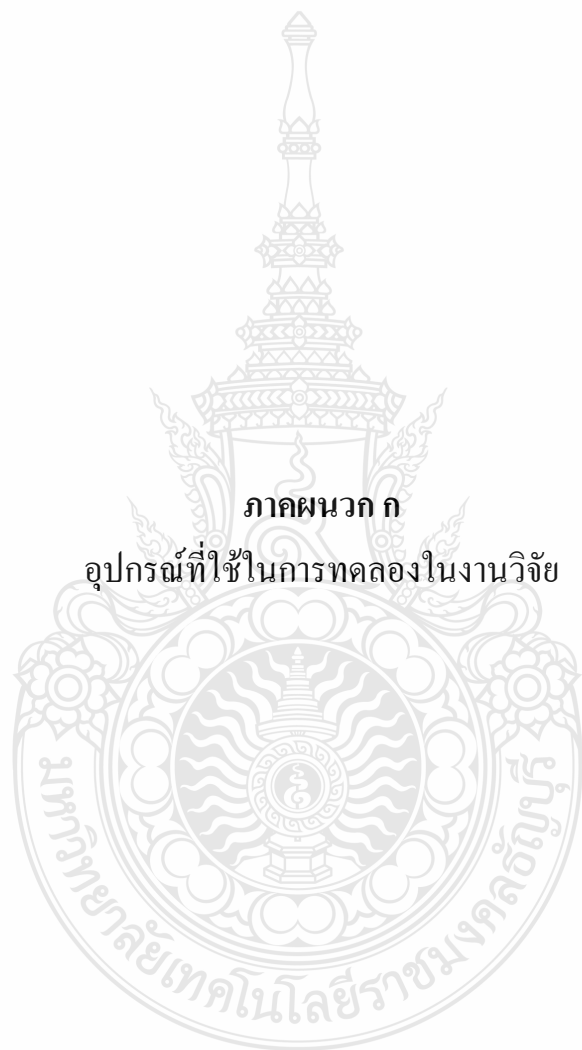 ภาคผนวก ก
อุปกรณ์ที่ใช้ในการทดลองในงานวิจัย
มหาวิทยาลัยเทคโนโลยีราชมงคลธัญบุรี